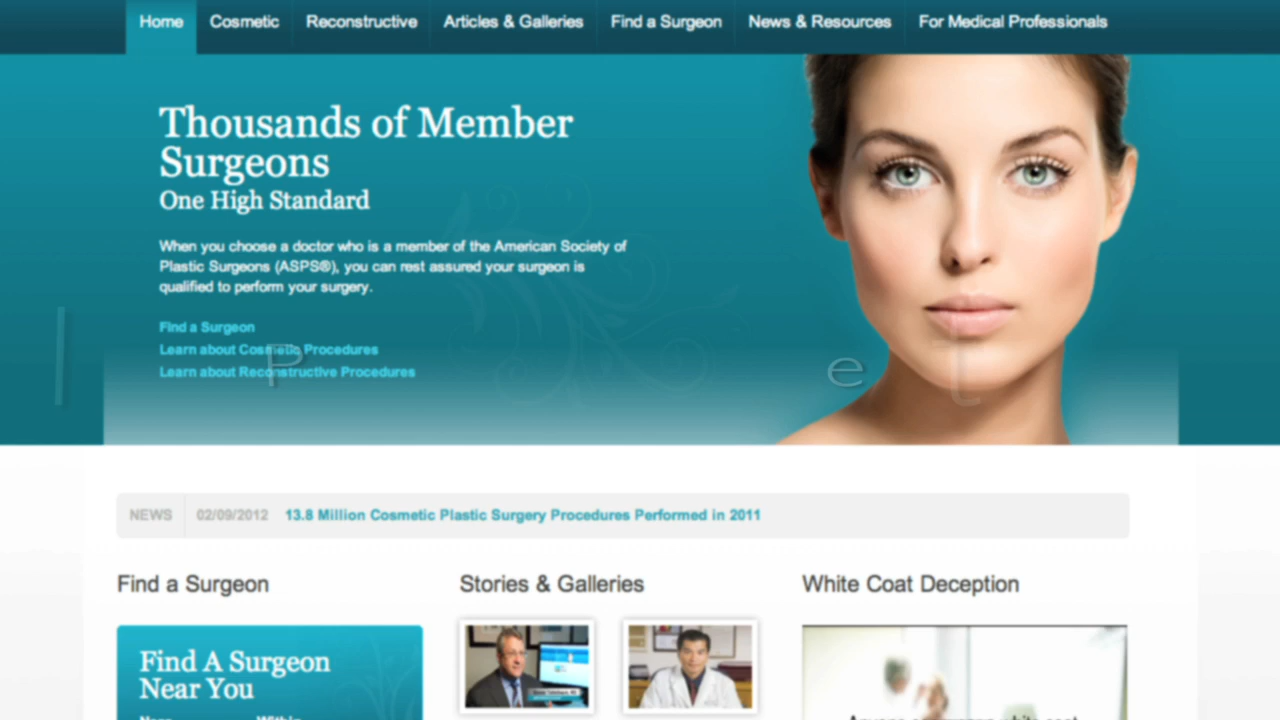 Home Cosmetic Reconstructive Articles & Galleries Find a Surgeon News & Resources For Medical Professionals
Thousands of Member
Surgeons
One High Standard
When you choose a doctor who is a member of the American Society of
Plastic Surgeons (ASPS®), you can rest assured your surgeon is
qualified to perform your surgery.
Find a Surgeon
Learn about Cosmetic Procedures
Learn about Reconstructive Procedures
l P e t
NEWS 02/09/2012 13.8 Million Cosmetic Plastic Surgery Procedures Performed in 2011
Find a Surgeon
Stories & Galleries
White Coat Deception
Find A Surgeon
Near You